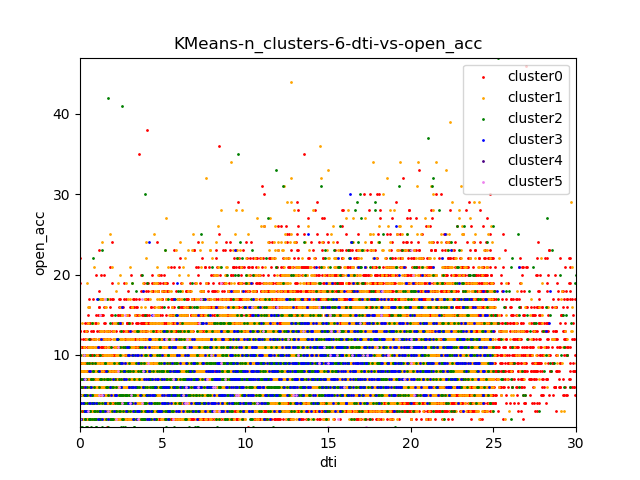 KMeans-n_clusters-6-dti-vs-open_acc
cluster0
cluster1
cluster2
cluster3
cluster4
cluster5
open_acc
40
30
20
10
0
5
10
15
20
25
30
dti